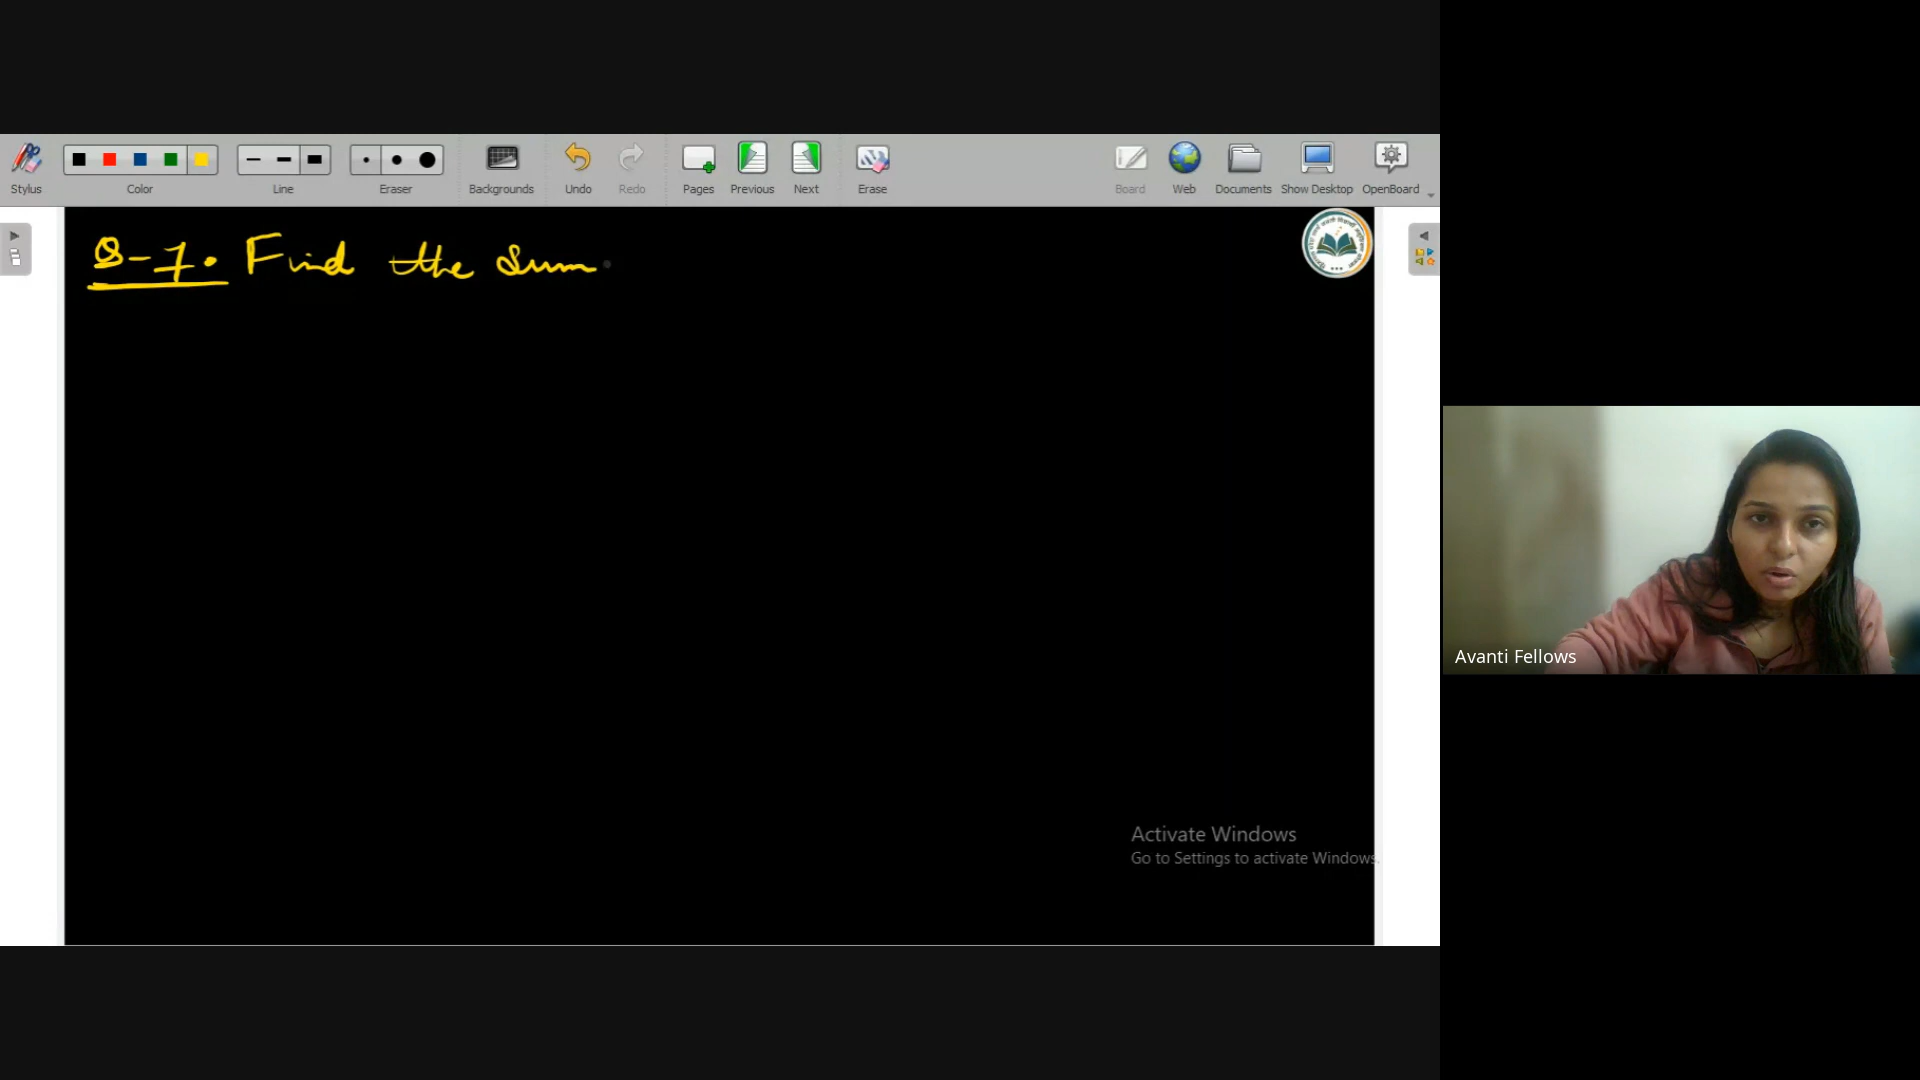 Stylus Color Line Eraser Backgrounds Undo Redo Pages Previous Next Erase Board Web Documents Show Desktop OpenBoard
Q-7. Find the sum
Avanti Fellows
Activate Windows
Go to Settings to activate Windows.